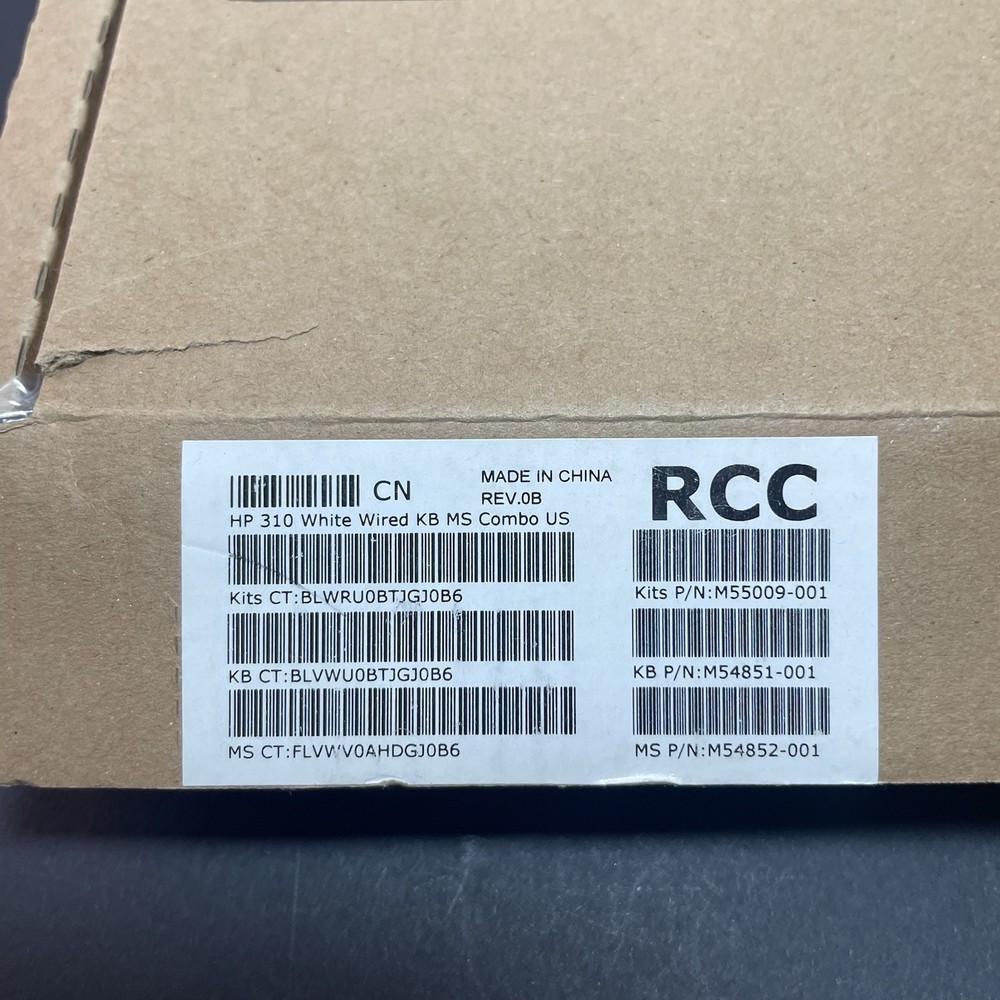 CN
MADE IN CHINA
REV.0B
RCC
HP 310 White Wired KB MS Combo US
Kits CT:BLWRU0BTJGJ0B6
Kits P/N:M55009-001
KB CT:BLVWU0BTJGJ0B6
KB P/N:M54851-001
MS CT:FLVWV0AHDGJ0B6
MS P/N:M54852-001